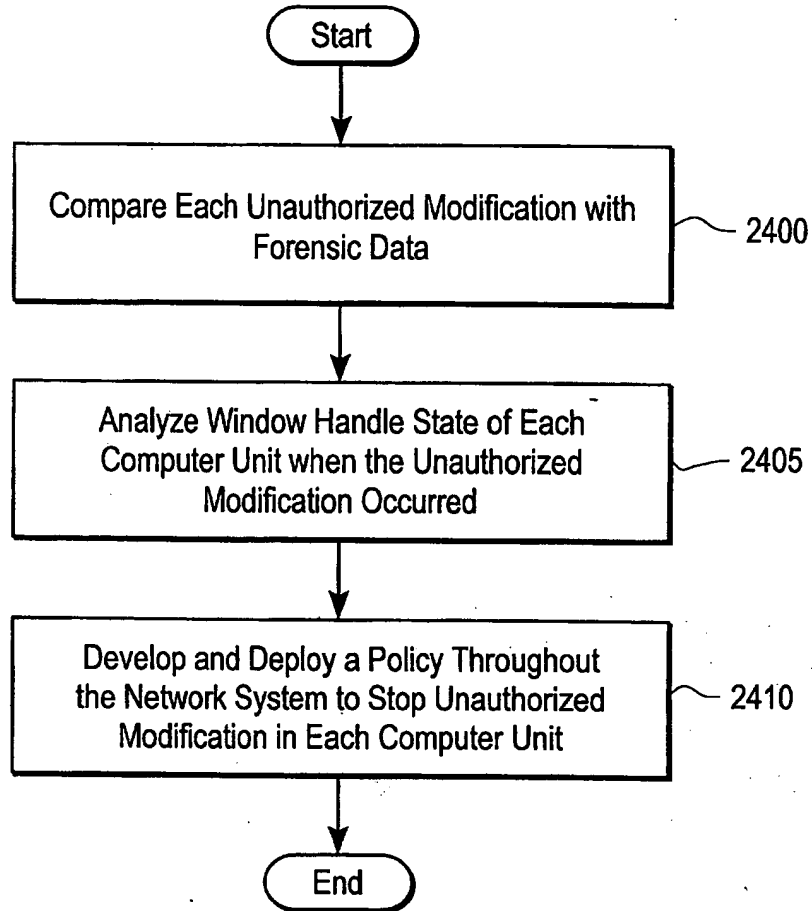 Start
Compare Each Unauthorized Modification with
Forensic Data
2400
Analyze Window Handle State of Each
Computer Unit when the Unauthorized
Modification Occurred
2405
Develop and Deploy a Policy Throughout
the Network System to Stop Unauthorized
Modification in Each Computer Unit
2410
End